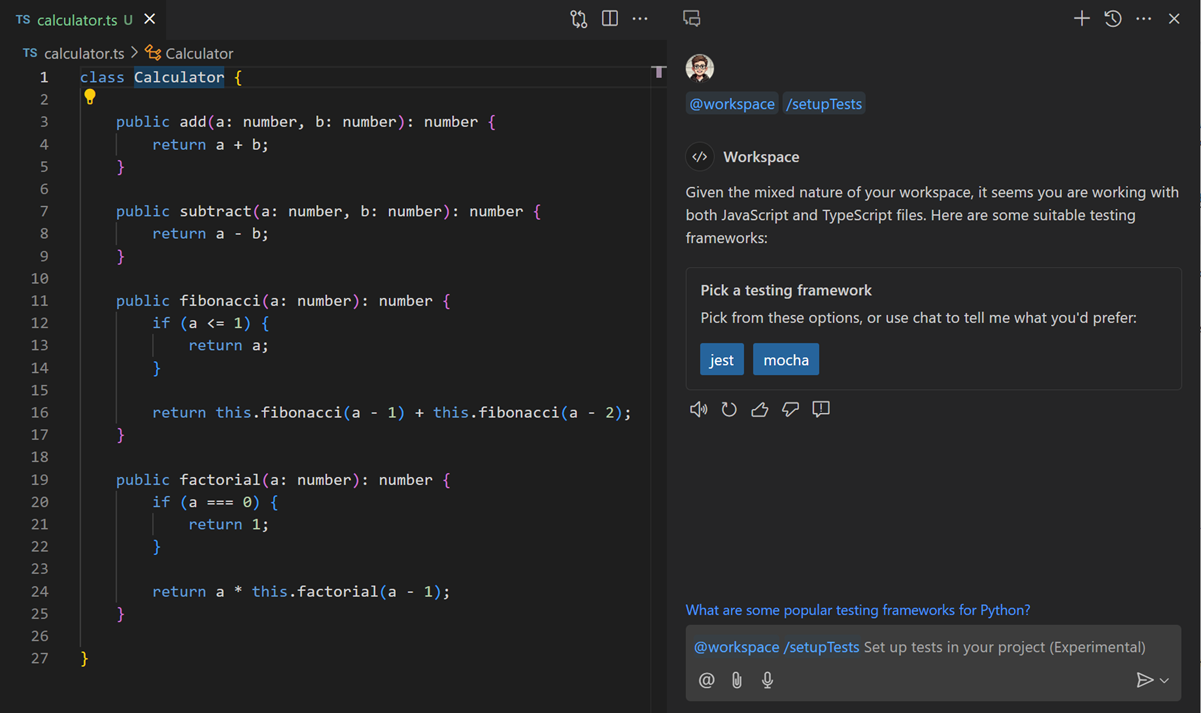 TS calculator.ts U
TS calculator.ts > Calculator
1 class Calculator {
2
3 public add(a: number, b: number): number {
4 return a + b;
5 }
6
7 public subtract(a: number, b: number): number {
8 return a - b;
9 }
10
11 public fibonacci(a: number): number {
12 if (a <= 1) {
13 return a;
14 }
15
16 return this.fibonacci(a - 1) + this.fibonacci(a - 2);
17 }
18
19 public factorial(a: number): number {
20 if (a === 0) {
21 return 1;
22 }
23
24 return a * this.factorial(a - 1);
25 }
26
27 }
@workspace /setupTests
Workspace
Given the mixed nature of your workspace, it seems you are working with
both JavaScript and TypeScript files. Here are some suitable testing
frameworks:
Pick a testing framework
Pick from these options, or use chat to tell me what you'd prefer:
jest mocha
What are some popular testing frameworks for Python?
@workspace /setupTests Set up tests in your project (Experimental)